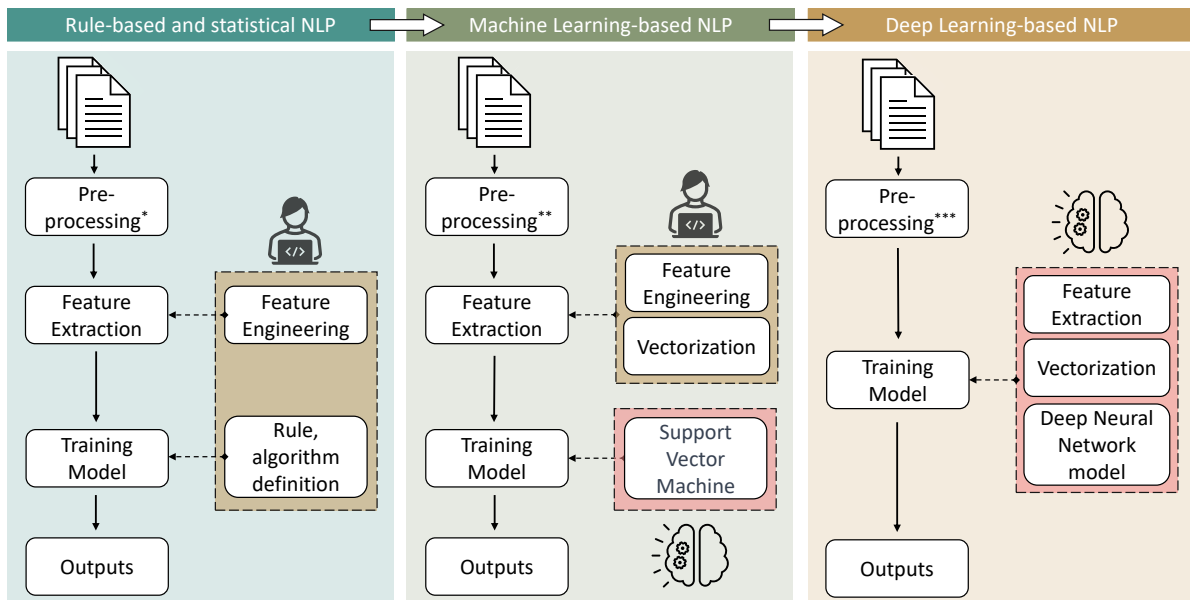 Rule-based and statistical NLP
Machine Learning-based NLP
Deep Learning-based NLP
Pre-
processing*
</>
Feature
Extraction
Feature
Engineering
Training
Model
Rule,
algorithm
definition
Outputs
Pre-
processing**
</>
Feature
Extraction
Feature
Engineering
Vectorization
Training
Model
Support
Vector
Machine
Outputs
Pre-
processing***
Training
Model
Feature
Extraction
Vectorization
Deep Neural
Network
model
Outputs